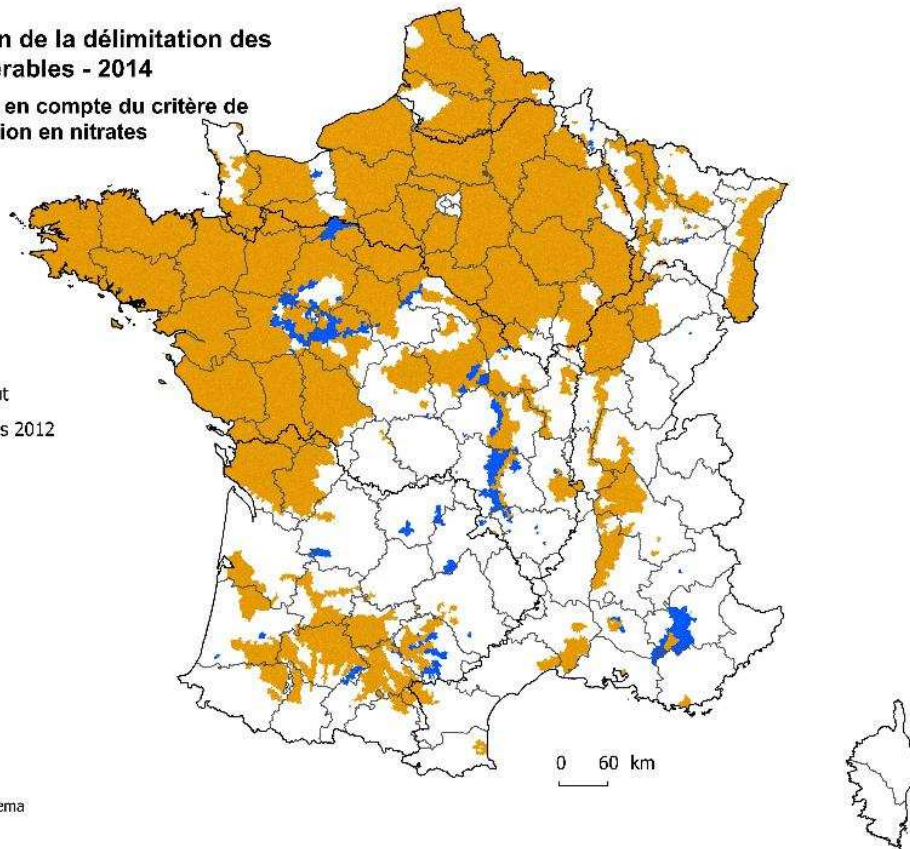 n de la délimitation des
érables - 2014
en compte du critère de
ion en nitrates
ut
s 2012
0 60 km
ema